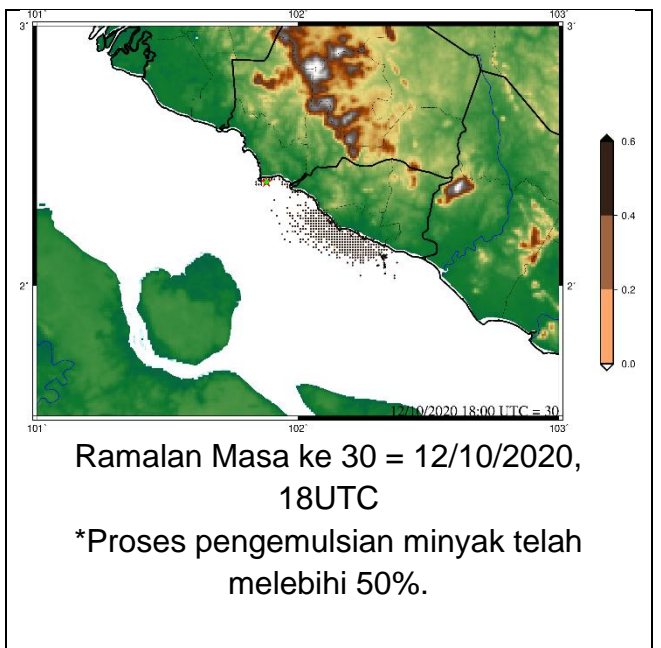 101˚
102˚
103˚
3˚
3˚
0.6
0.4
0.2
0.0
2˚
2˚
12/10/2020 18:00 UTC = 30
101˚
102˚
103˚
Ramalan Masa ke 30 = 12/10/2020,
18UTC
*Proses pengemulsian minyak telah
melebihi 50%.